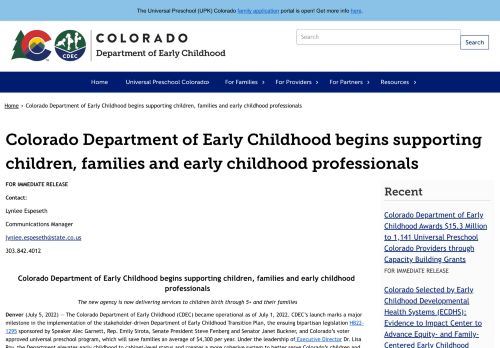 The Universal Preschool (UPK) Colorado family application portal is open! Get more info here.
COLORADO
Department of Early Childhood
CDEC
Search
Search
Home
Universal Preschool Colorado
For Families
For Providers
For Partners
Resources
Home › Colorado Department of Early Childhood begins supporting children, families and early childhood professionals
Colorado Department of Early Childhood begins supporting
children, families and early childhood professionals
FOR IMMEDIATE RELEASE
Contact:
Lynlee Espeseth
Communications Manager
lynlee.espeseth@state.co.us
303.842.4012
Colorado Department of Early Childhood begins supporting children, families and early childhood
professionals
The new agency is now delivering services to children birth through 5+ and their families
Denver (July 5, 2022) — The Colorado Department of Early Childhood (CDEC) became operational as of July 1, 2022. CDEC's launch marks a major
milestone in the implementation of the stakeholder-driven Department of Early Childhood Transition Plan, the ensuing bipartisan legislation HB22-
1295 sponsored by Speaker Alec Garnett, Rep. Emily Sirota, Senate President Steve Fenberg and Senator Janet Buckner, and Colorado's voter
approved universal preschool program, which will save families an average of $4,300 per year. Under the leadership of Executive Director Dr. Lisa
Roy, the Department elevates early childhood to cabinet-level status and creates a more cohesive system to better serve Colorado's children and
Recent
Colorado Department of Early
Childhood Awards $15.3 Million
to 1,141 Universal Preschool
Colorado Providers through
Capacity Building Grants
FOR IMMEDIATE RELEASE
Colorado Selected by Early
Childhood Developmental
Health Systems (ECDHS):
Evidence to Impact Center to
Advance Equity- and Family-
Centered Early Childhood